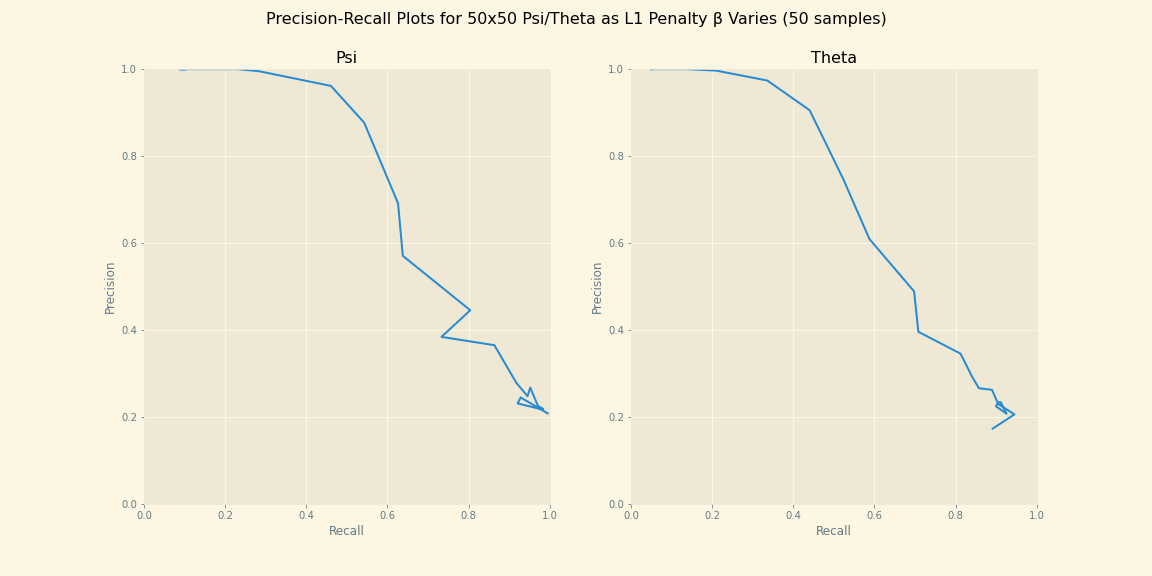 Precision-Recall Plots for 50x50 Psi/Theta as L1 Penalty β Varies (50 samples)
Psi
1.0
0.8
0.6
0.4
0.2
0.0
Precision
0.0 0.2 0.4 0.6 0.8 1.0
Recall
Theta
1.0
0.8
0.6
0.4
0.2
0.0
Precision
0.0 0.2 0.4 0.6 0.8 1.0
Recall